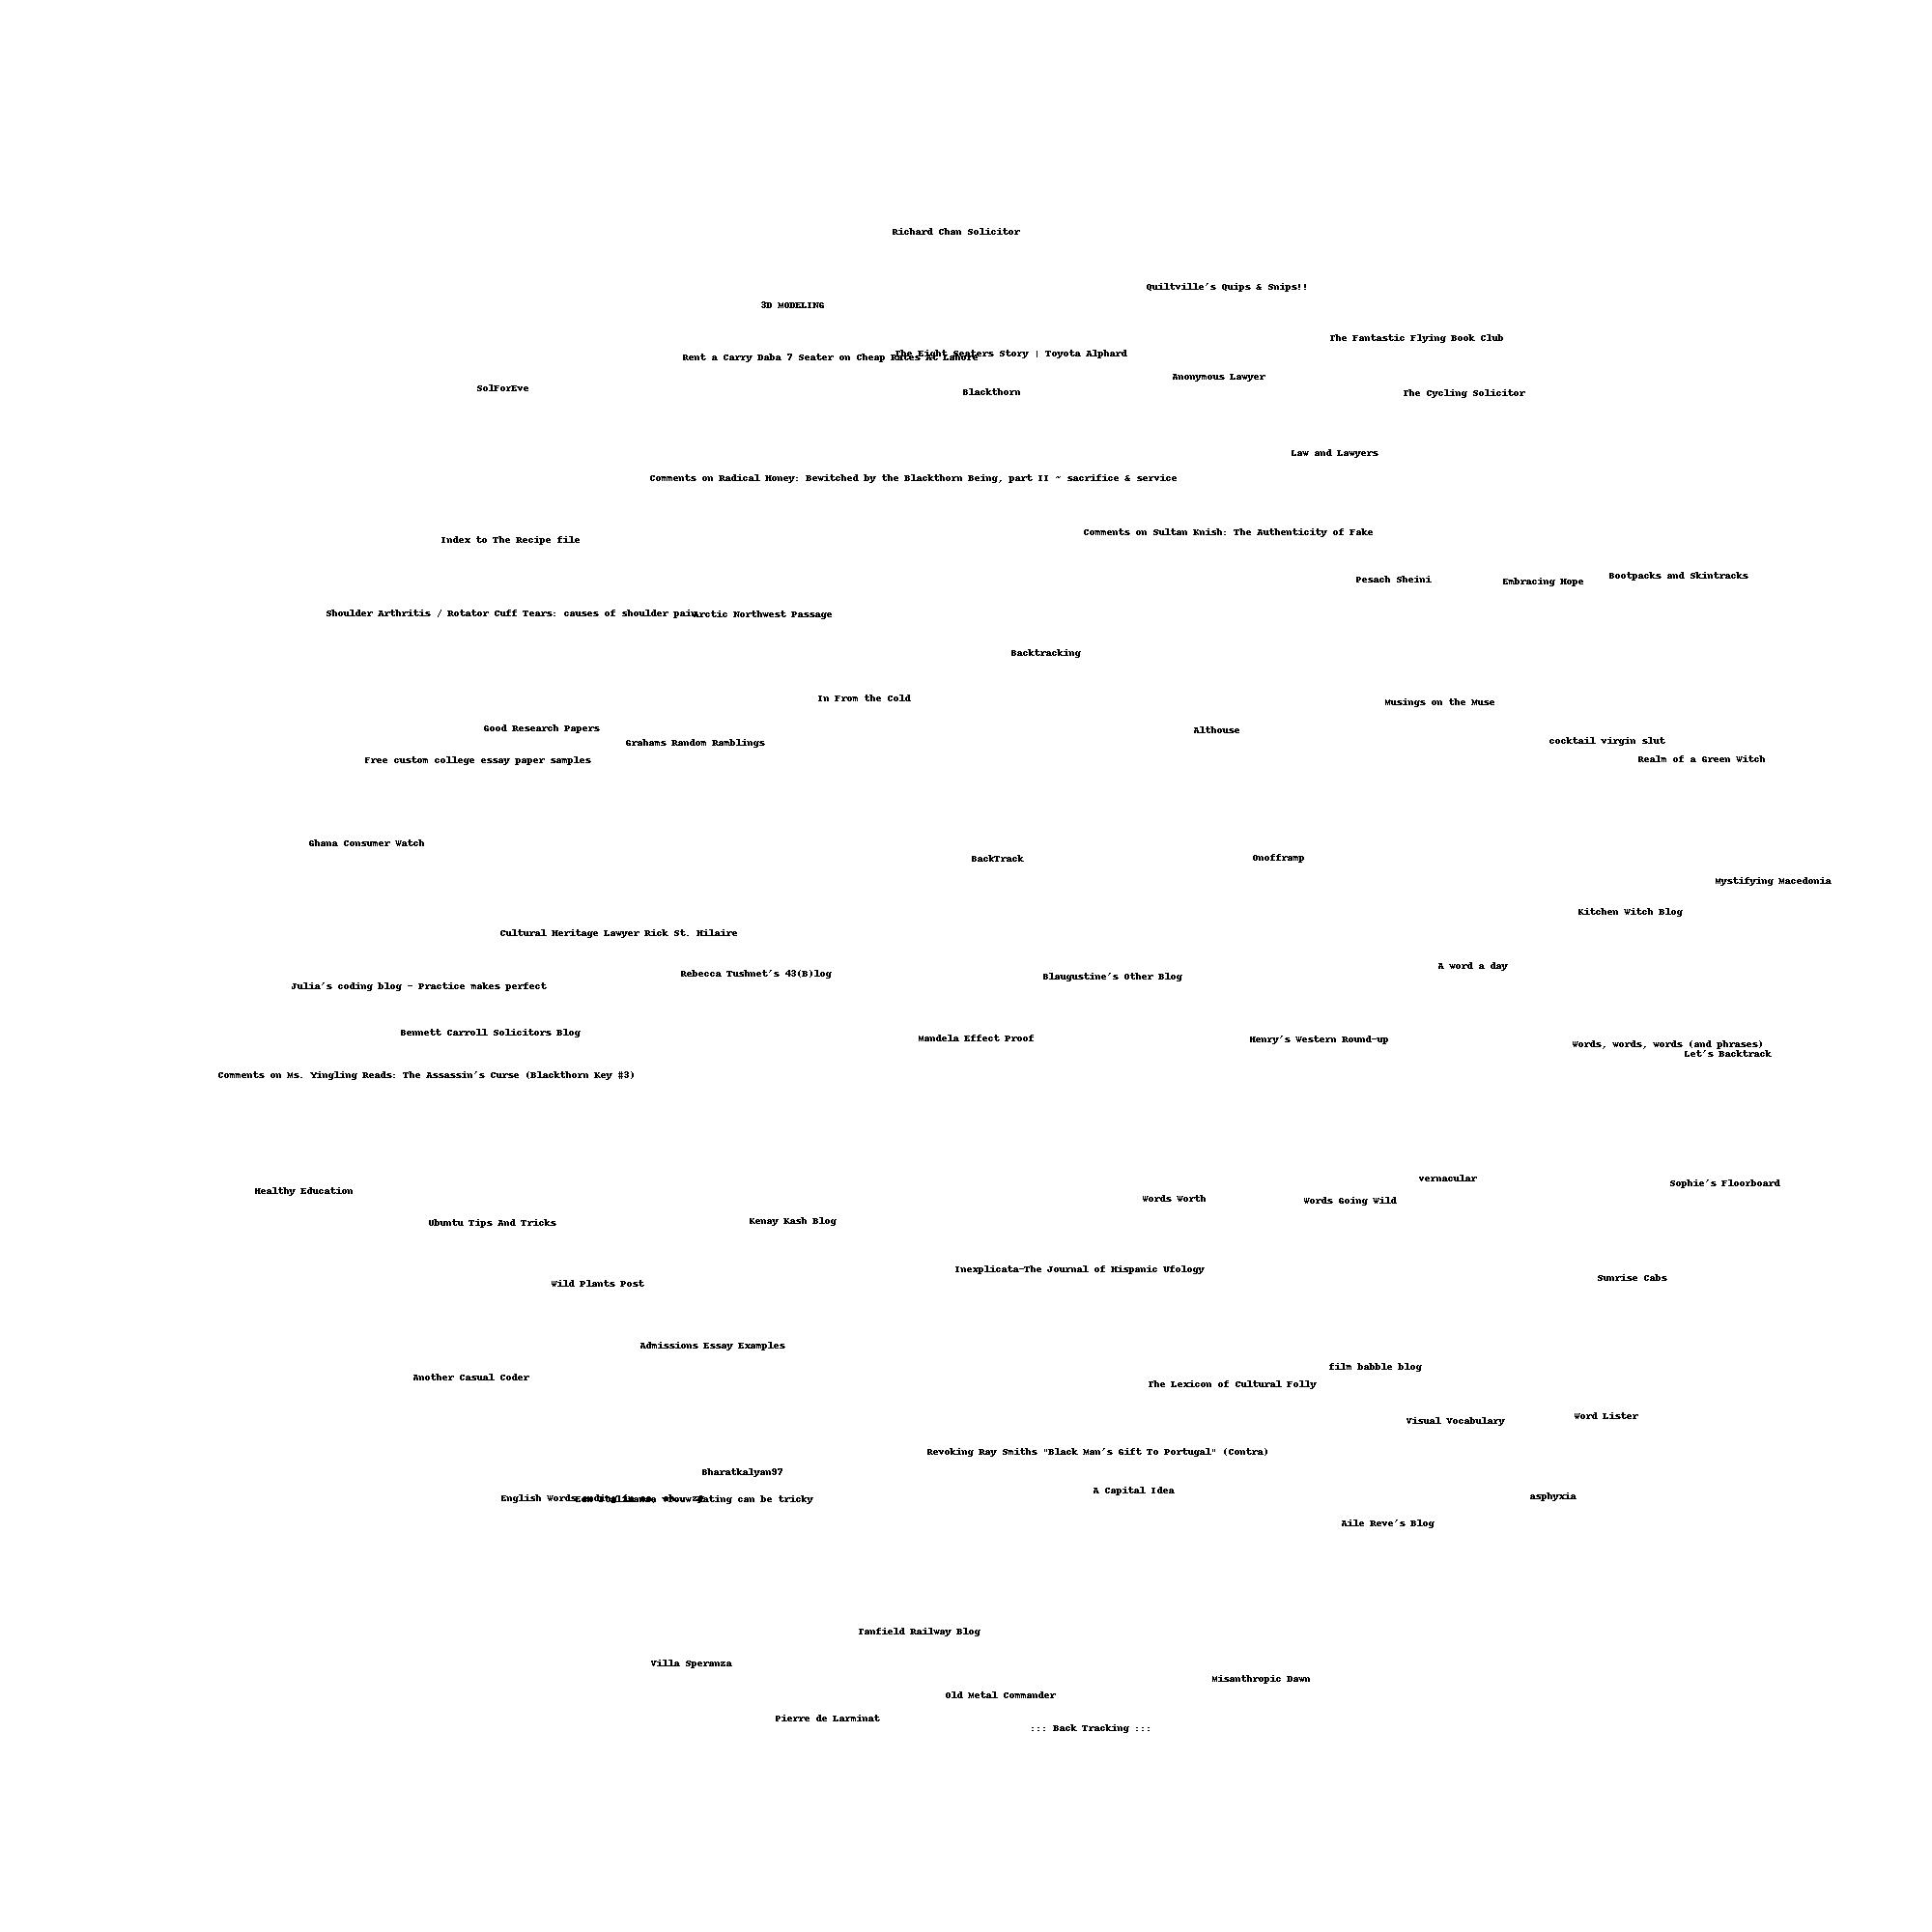 Richard Chan Solicitor
Quiltville's Quips & Snips!!
3D MODELING
The Fantastic Flying Book Club
The Eight Seaters Story | Toyota Alphard
Rent a Carry Daba 7 Seater on Cheap Rates At Lahore
Anonymous Lawyer
SolForEve
Blackthorn
The Cycling Solicitor
Law and Lawyers
Comments on Radical Honey: Bewitched by the Blackthorn Being, part II ~ sacrifice & service
Comments on Sultan Knish: The Authenticity of Fake
Index to The Recipe file
Bootpacks and Skintracks
Pesach Sheini
Embracing Hope
Shoulder Arthritis / Rotator Cuff Tears: causes of shoulder pain
Arctic Northwest Passage
Backtracking
In From the Cold
Musings on the Muse
Good Research Papers
Althouse
cocktail virgin slut
Grahams Random Ramblings
Realm of a Green Witch
Free custom college essay paper samples
Ghana Consumer Watch
BackTrack
Onofframp
Mystifying Macedonia
Kitchen Witch Blog
Cultural Heritage Lawyer Rick St. Hilaire
A word a day
Rebecca Tushnet's 43(B)log
Blaugustine's Other Blog
Julia's coding blog - Practice makes perfect
Bennett Carroll Solicitors Blog
Mandela Effect Proof
Henry's Western Round-up
Words, words, words (and phrases)
Let's Backtrack
Comments on Ms. Yingling Reads: The Assassin's Curse (Blackthorn Key #3)
vernacular
Sophie's Floorboard
Healthy Education
Words Worth
Words Going Wild
Ubuntu Tips And Tricks
Kenay Kash Blog
Inexplicata-The Journal of Hispanic Ufology
Sunrise Cabs
Wild Plants Post
Admissions Essay Examples
film babble blog
Another Casual Coder
The Lexicon of Cultural Folly
Word Lister
Visual Vocabulary
Revoking Ray Smiths "Black Man's Gift To Portugal" (Contra)
Bharatkalyan97
A Capital Idea
asphyxia
English Words
dating can be tricky
Aile Reve's Blog
Tanfield Railway Blog
Villa Speranza
Misanthropic Dawn
Old Metal Commander
Pierre de Larminat
::: Back Tracking :::